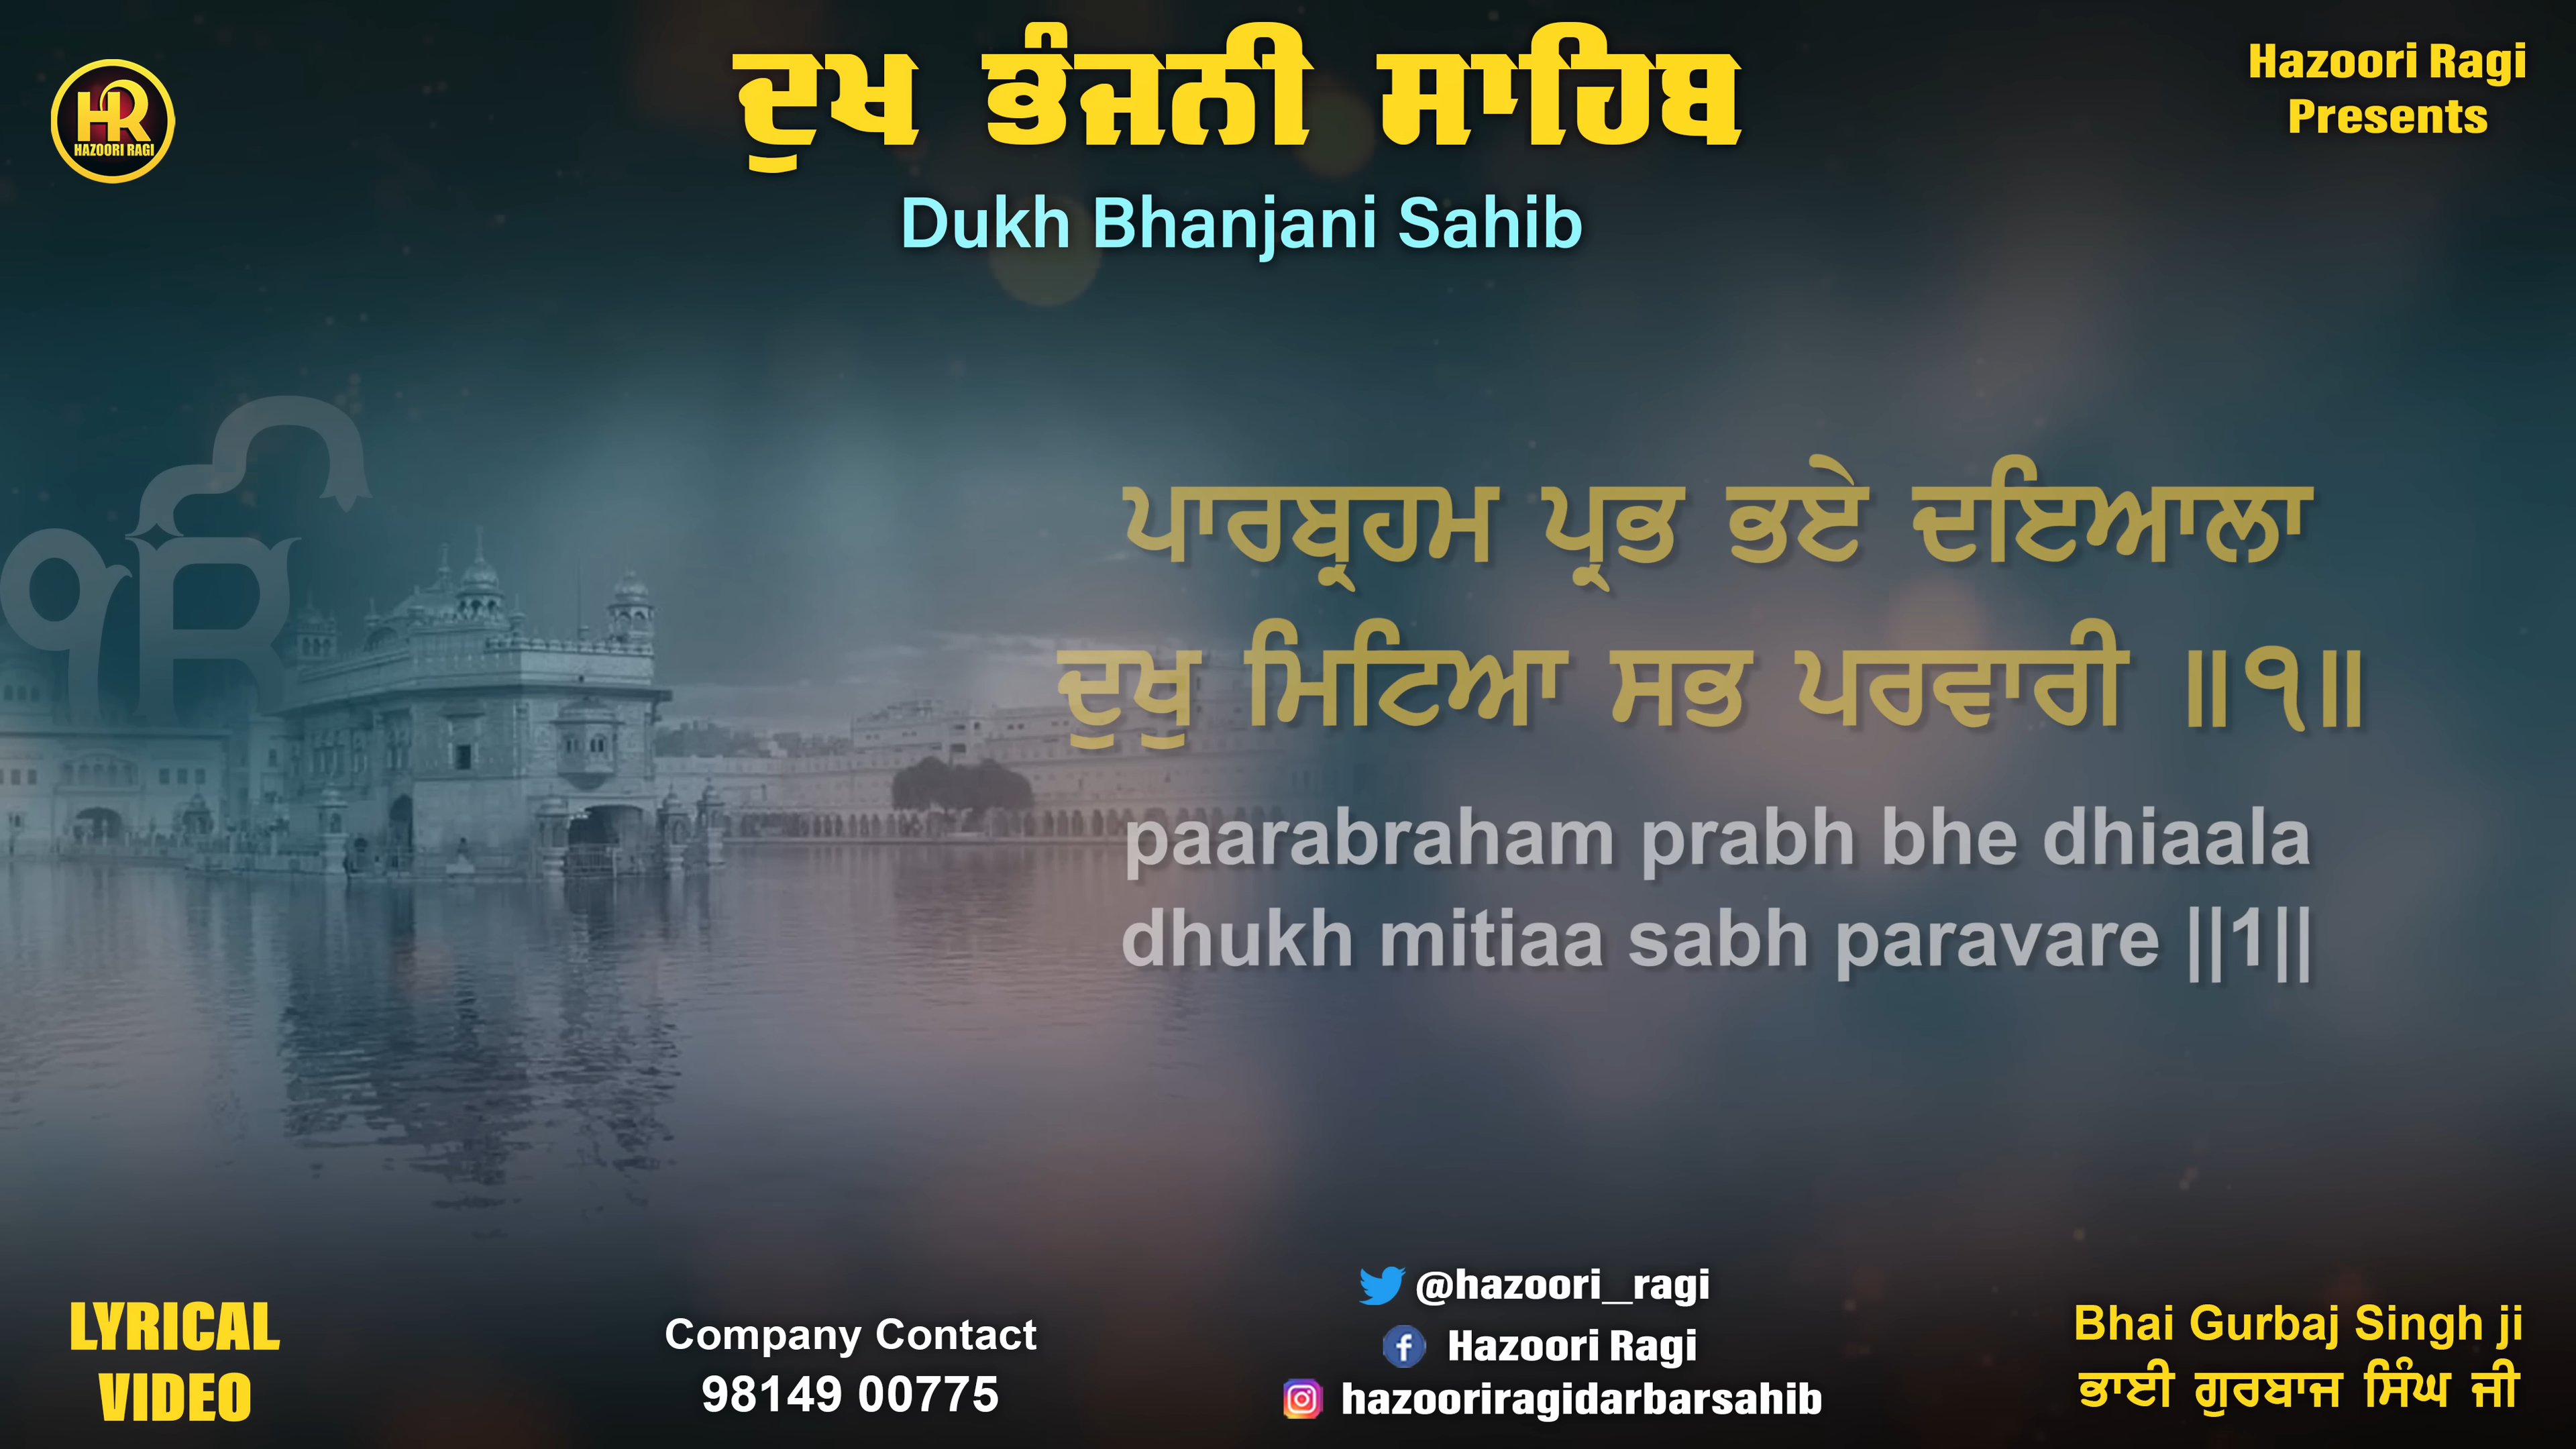 HR
HAZOORI RAGI
ਦੁਖ ਭੰਜਨੀ ਸਾਹਿਬ
Dukh Bhanjani Sahib
Hazoori Ragi
Presents
ੴ
ਪਾਰਬ੍ਰਹਮ ਪ੍ਰਭ ਭਏ ਦਇਆਲਾ
ਦੁਖੁ ਮਿਟਿਆ ਸਭ ਪਰਵਾਰੀ ॥੧॥
paarabraham prabh bhe dhiaala
dhukh mitiaa sabh paravare ||1||
LYRICAL
VIDEO
Company Contact
98149 00775
@hazoori_ragi
Hazoori Ragi
hazooriragidarbarsahib
Bhai Gurbaj Singh ji
ਭਾਈ ਗੁਰਬਾਜ ਸਿੰਘ ਜੀ